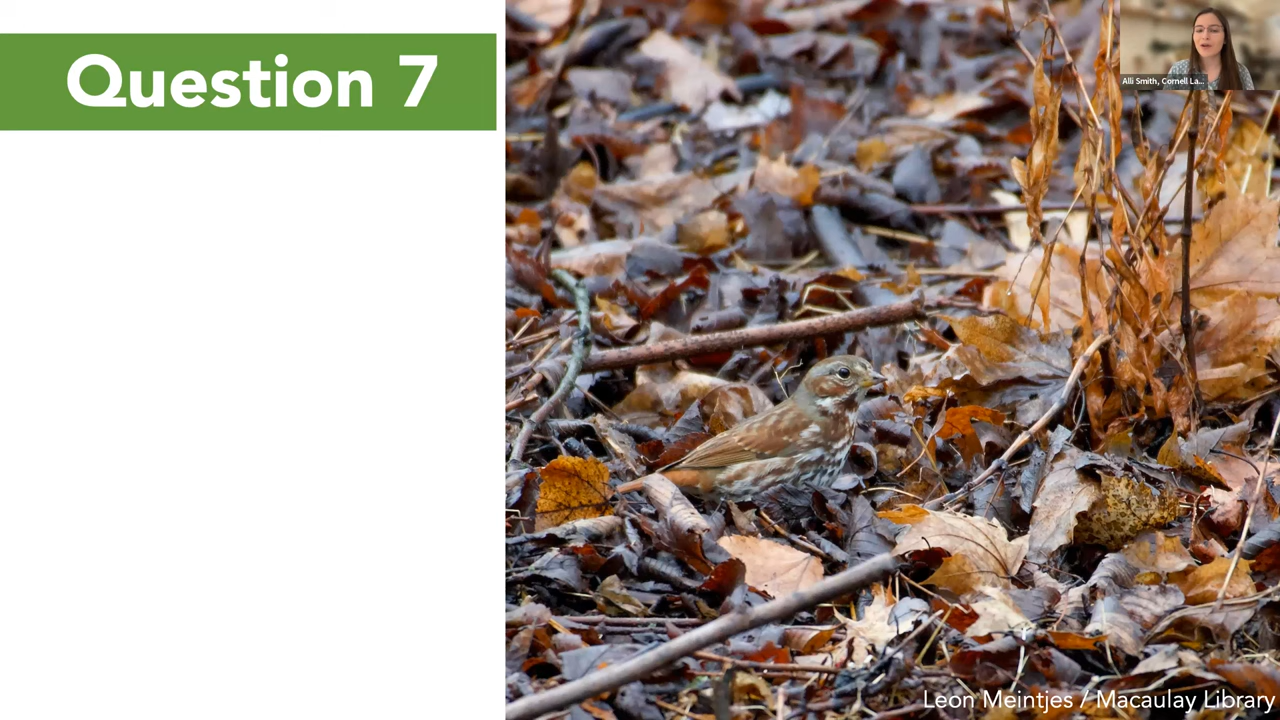 Question 7
Alli Smith, Cornell La...
Leon Meintjes / Macaulay Library